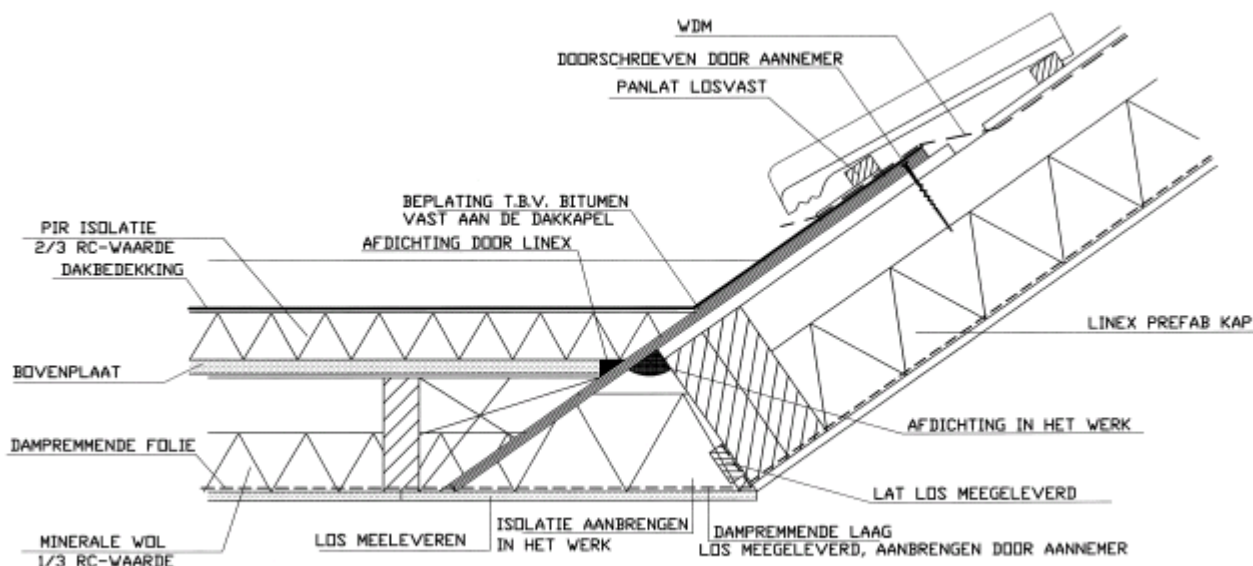 WDM
DOORSCHROEVEN DOOR AANNEMER
PANLAT LOSVAST
BEPLATING T.B.V. BITUMEN
VAST AAN DE DAKKAPEL
AFDICHTING DOOR LINEX
PIR ISOLATIE
2/3 RC-WAARDE
DAKBEDEKKING
LINEX PREFAB KAP
BOVENPLAAT
AFDICHTING IN HET WERK
DAMPREMMENDE FOLIE
LAT LOS MEEGELEVERD
ISOLATIE AANBRENGEN
IN HET WERK
DAMPREMMENDE LAAG
LOS MEEGELEVERD, AANBRENGEN DOOR AANNEMER
LOS MEELEVEREN
MINERALE WOL
1/3 RC-WAARDE